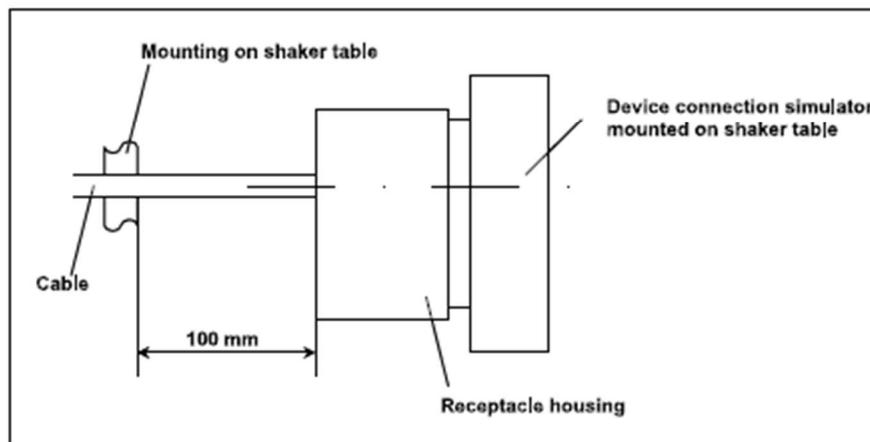 Mounting on shaker table
Device connection simulator
mounted on shaker table
Cable
100 mm
Receptacle housing